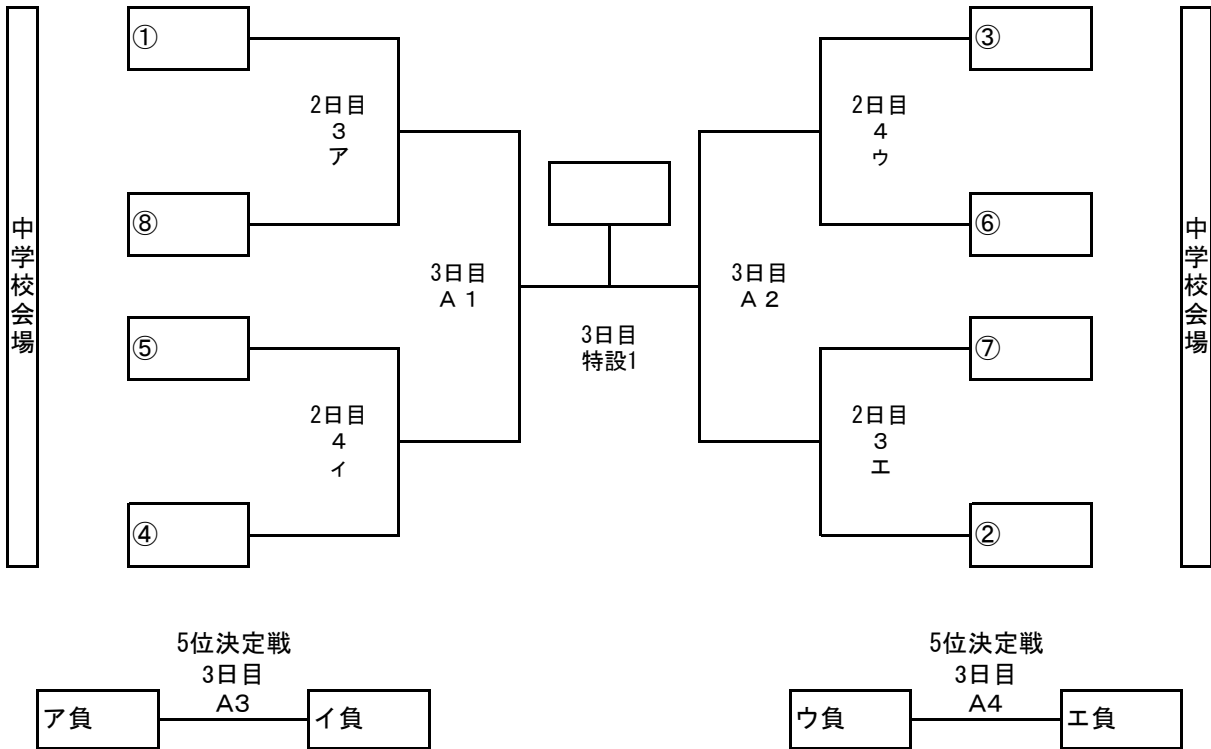 中学校会場
①
2日目
３
ア
⑧
3日目
Ａ１
⑤
2日目
４
イ
④
3日目
特設1
③
2日目
４
ウ
⑥
3日目
Ａ２
⑦
2日目
３
エ
②
中学校会場
5位決定戦
3日目
A3
ア負
イ負
5位決定戦
3日目
A4
ウ負
エ負